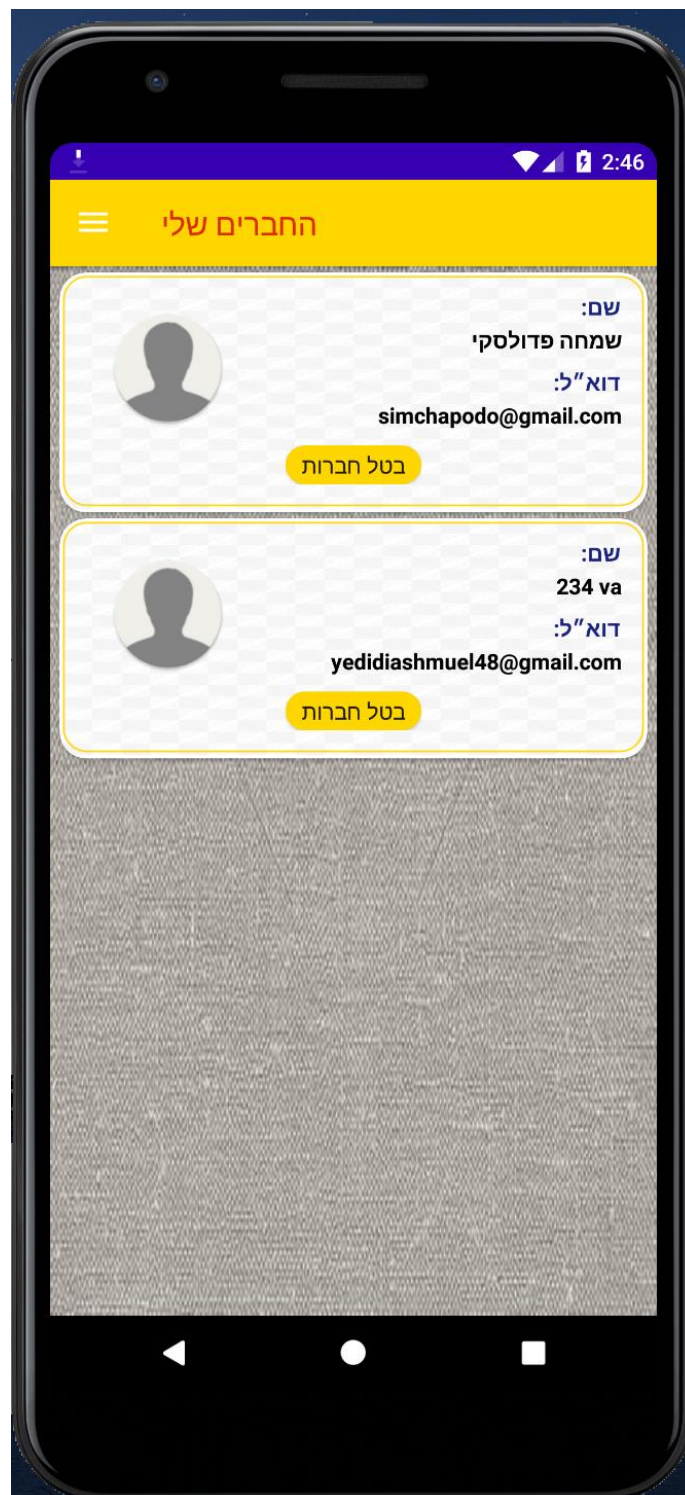 2:46
החברים שלי
שם:
שמחה פדולסקי
דוא״ל:
simchapodo@gmail.com
בטל חברות
שם:
234 va
דוא״ל:
yedidiashmuel48@gmail.com
בטל חברות